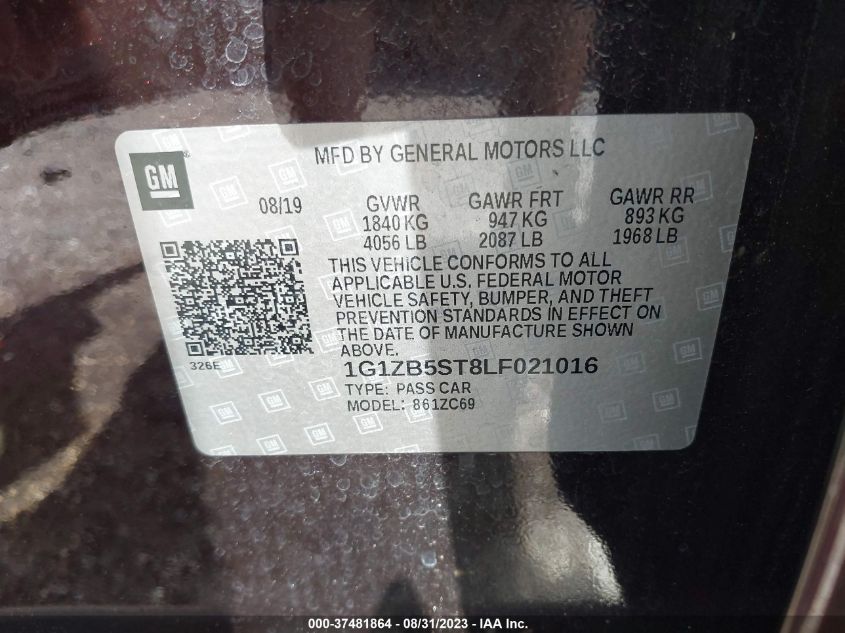 GM
MFD BY GENERAL MOTORS LLC
08/19 GVWR GAWR FRT GAWR RR
1840 KG 947 KG 893 KG
4056 LB 2087 LB 1968 LB
THIS VEHICLE CONFORMS TO ALL
APPLICABLE U.S. FEDERAL MOTOR
VEHICLE SAFETY, BUMPER, AND THEFT
PREVENTION STANDARDS IN EFFECT ON
THE DATE OF MANUFACTURE SHOWN
ABOVE.
326E
1G1ZB5ST8LF021016
TYPE: PASS CAR
MODEL: 861ZC69
000-37481864 - 08/31/2023 - IAA Inc.